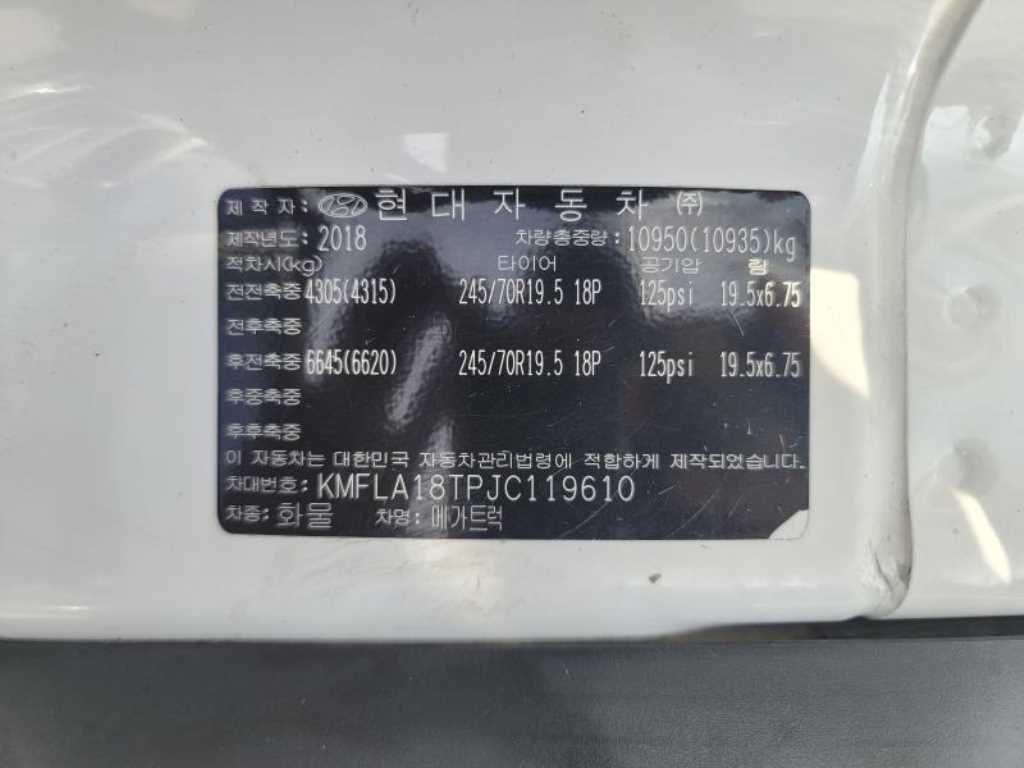 제 작 자: 현 대 자 동 차 ㈜
제작년도: 2018 차량총중량: 10950(10935)kg
적차시(kg) 타이어 공기압 림
전전축중 4305(4315) 245/70R19.5 18P 125psi 19.5x6.75
전후축중
후전축중 6645(6620) 245/70R19.5 18P 125psi 19.5x6.75
후중축중
후후축중
이 자동차는 대한민국 자동차관리법령에 적합하게 제작되었습니다.
차대번호: KMFLA18TPJC119610
차종: 화물 차명: 메가트럭